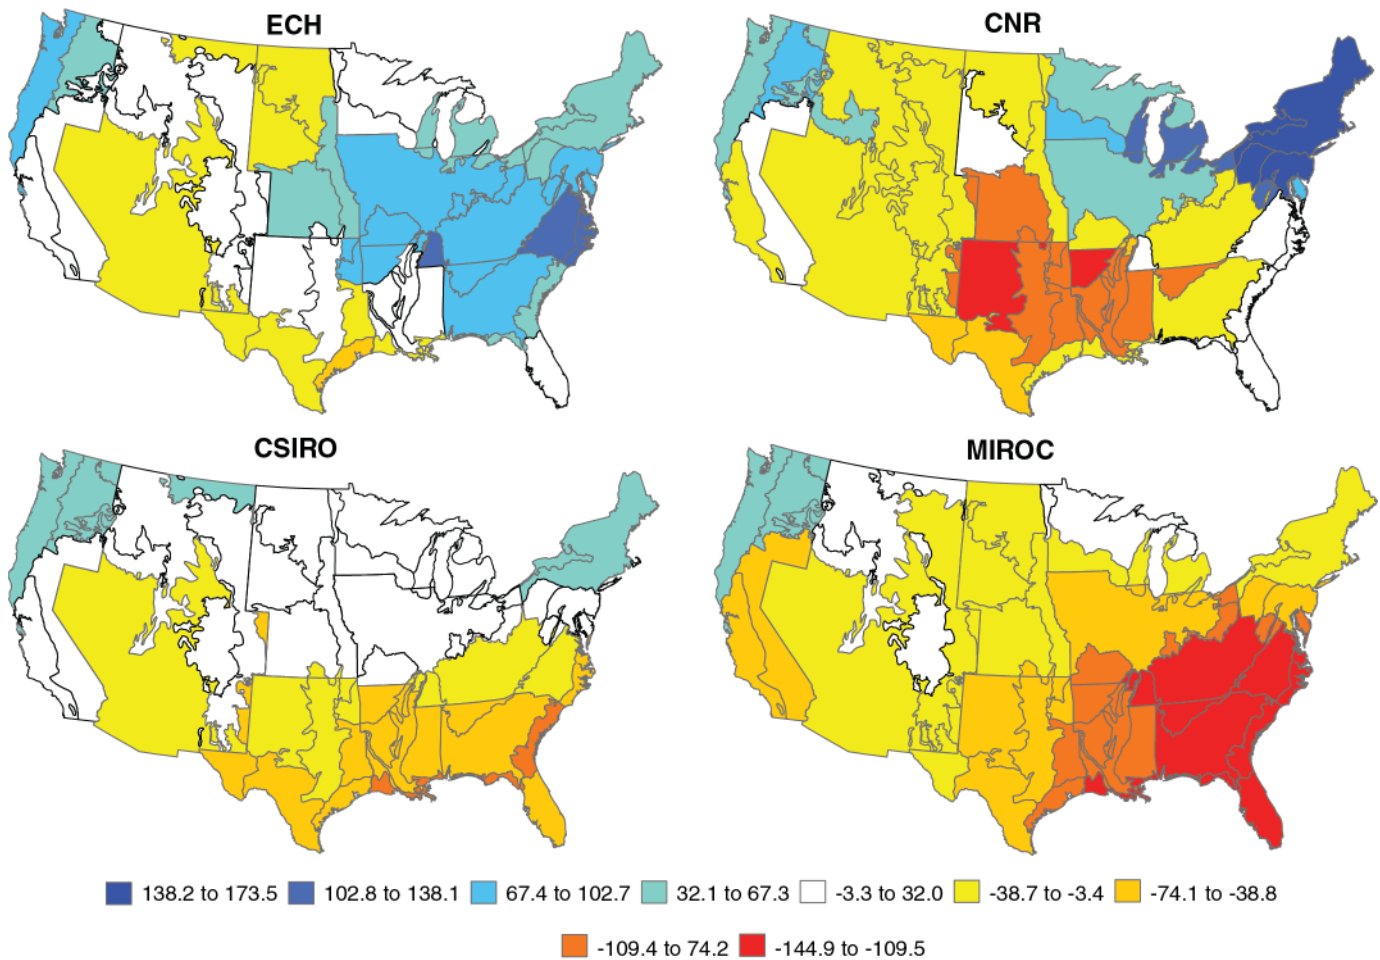 ECH
CNR
CSIRO
MIROC
138.2 to 173.5 102.8 to 138.1 67.4 to 102.7 32.1 to 67.3 -3.3 to 32.0 -38.7 to -3.4 -74.1 to -38.8
-109.4 to 74.2 -144.9 to -109.5